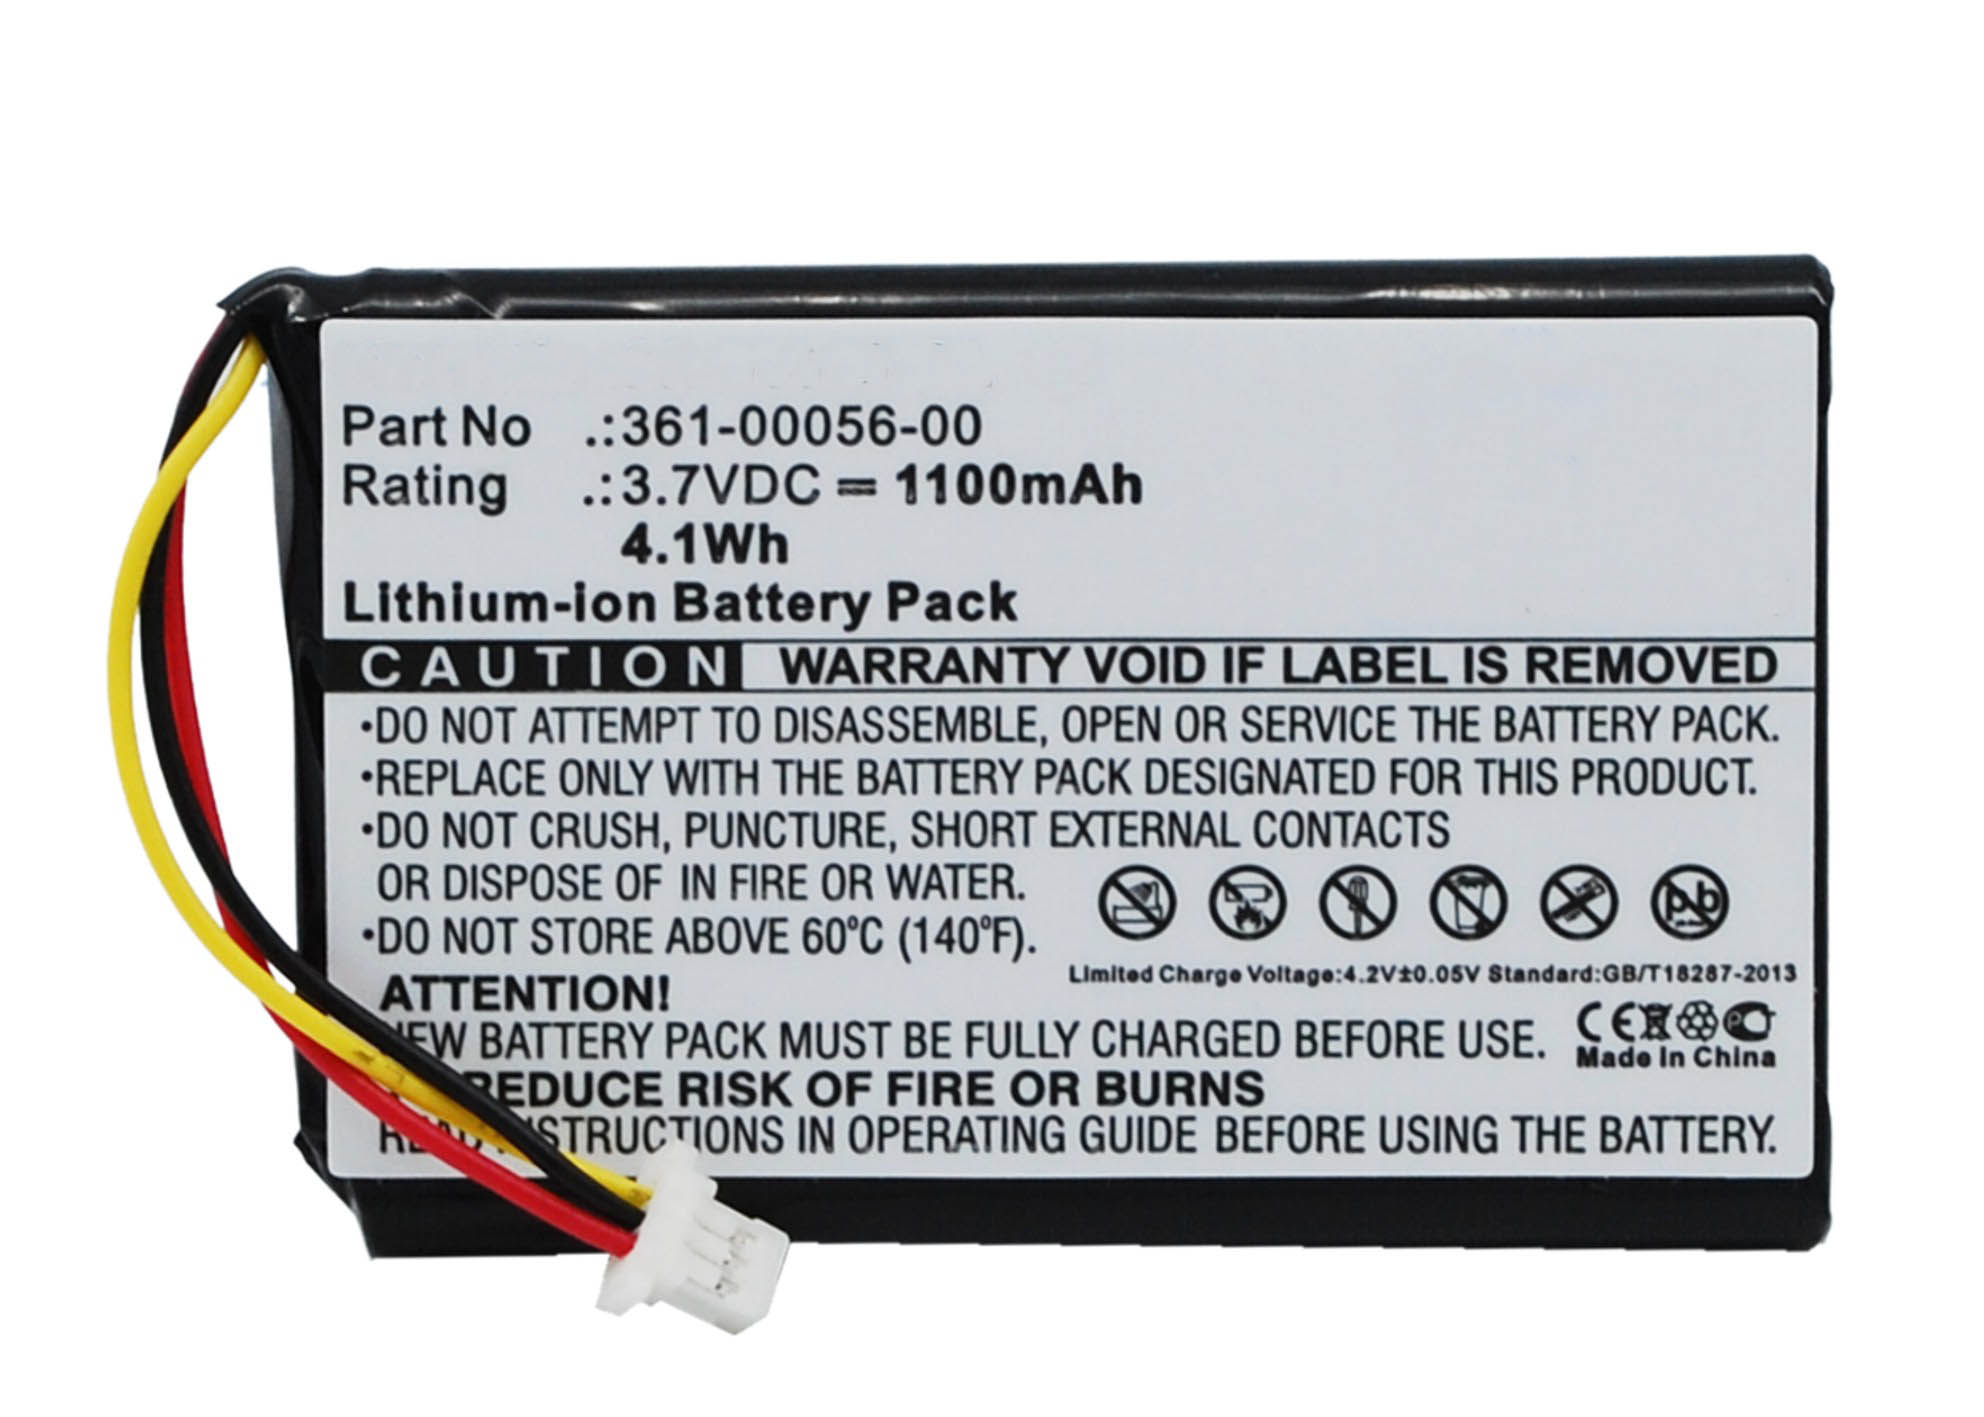 Part No .:361-00056-00
Rating .:3.7VDC = 1100mAh
4.1Wh
Lithium-ion Battery Pack
CAUTION WARRANTY VOID IF LABEL IS REMOVED
•DO NOT ATTEMPT TO DISASSEMBLE, OPEN OR SERVICE THE BATTERY PACK.
•REPLACE ONLY WITH THE BATTERY PACK DESIGNATED FOR THIS PRODUCT.
•DO NOT CRUSH, PUNCTURE, SHORT EXTERNAL CONTACTS
OR DISPOSE OF IN FIRE OR WATER.
•DO NOT STORE ABOVE 60°C (140°F).
Pb
Limited Charge Voltage:4.2V±0.05V Standard:GB/T18287-2013
ATTENTION!
NEW BATTERY PACK MUST BE FULLY CHARGED BEFORE USE.
CE
Made in China
REDUCE RISK OF FIRE OR BURNS
READ INSTRUCTIONS IN OPERATING GUIDE BEFORE USING THE BATTERY.